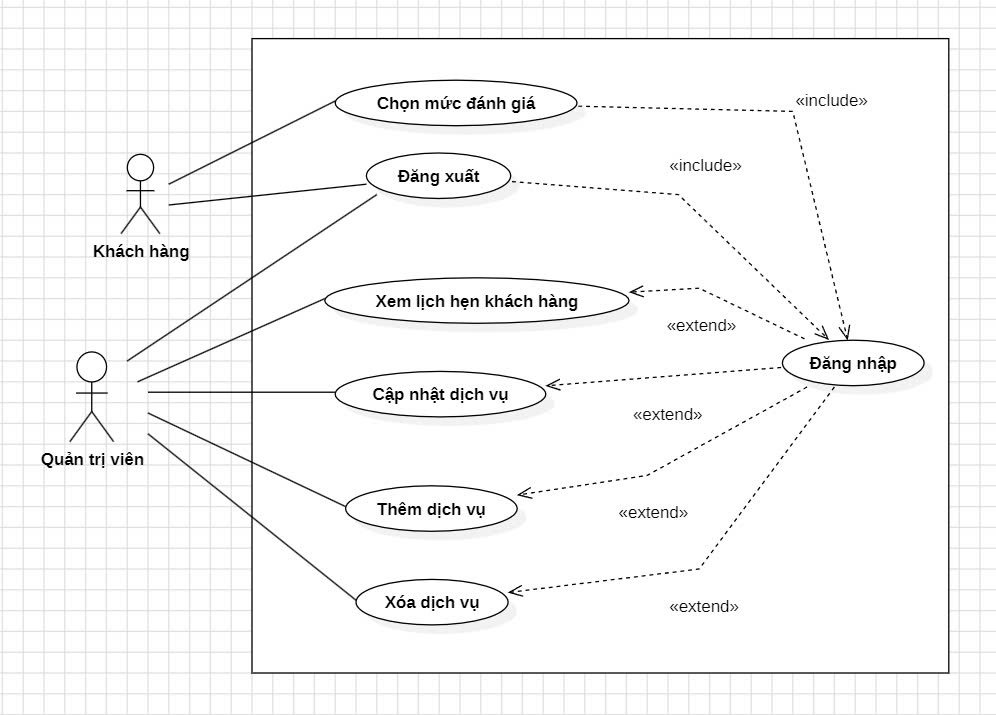 Chọn mức đánh giá
«include»
Đăng xuất
«include»
Khách hàng
Xem lịch hẹn khách hàng
«extend»
Đăng nhập
Cập nhật dịch vụ
«extend»
Quản trị viên
Thêm dịch vụ
«extend»
Xóa dịch vụ
«extend»